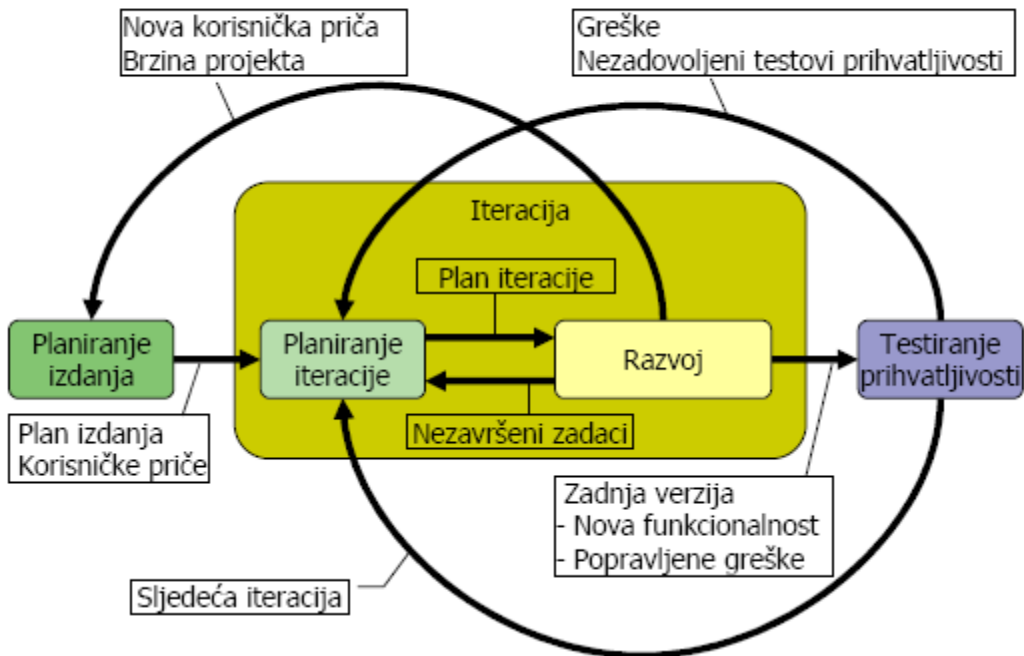 Nova korisnička priča
Brzina projekta
Greške
Nezadovoljeni testovi prihvatljivosti
Iteracija
Plan iteracije
Planiranje
izdanja
Planiranje
iteracije
Razvoj
Testiranje
prihvatljivosti
Nezavršeni zadaci
Plan izdanja
Korisničke priče
Zadnja verzija
- Nova funkcionalnost
- Popravljene greške
Sljedeća iteracija